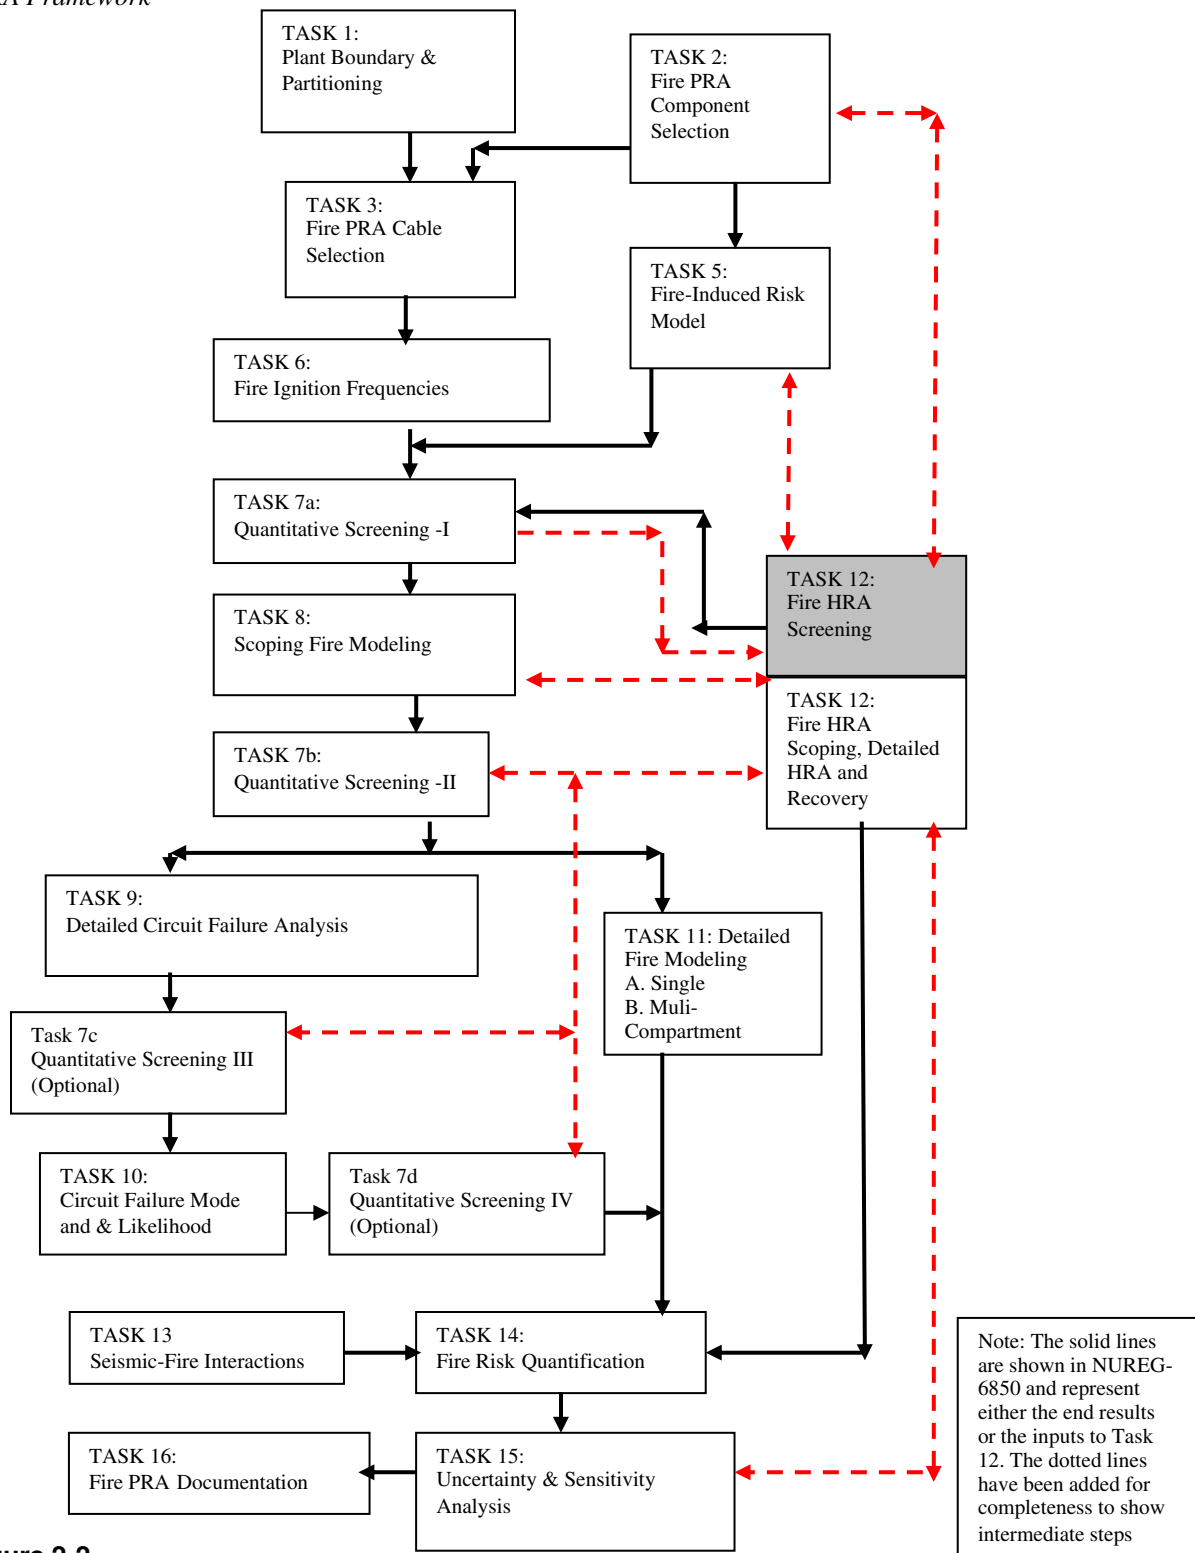 TASK 1:
Plant Boundary &
Partitioning
TASK 2:
Fire PRA
Component
Selection
TASK 3:
Fire PRA Cable
Selection
TASK 5:
Fire-Induced Risk
Model
TASK 6:
Fire Ignition Frequencies
TASK 7a:
Quantitative Screening -I
TASK 12:
Fire HRA
Screening
TASK 8:
Scoping Fire Modeling
TASK 12:
Fire HRA
Scoping, Detailed
HRA and
Recovery
TASK 7b:
Quantitative Screening -II
TASK 9:
Detailed Circuit Failure Analysis
TASK 11: Detailed
Fire Modeling
A. Single
B. Muli-
Compartment
Task 7c
Quantitative Screening III
(Optional)
TASK 10:
Circuit Failure Mode
and & Likelihood
Task 7d
Quantitative Screening IV
(Optional)
TASK 13
Seismic-Fire Interactions
TASK 14:
Fire Risk Quantification
Note: The solid lines
are shown in NUREG-
6850 and represent
either the end results
or the inputs to Task
12. The dotted lines
have been added for
completeness to show
intermediate steps
TASK 16:
Fire PRA Documentation
TASK 15:
Uncertainty & Sensitivity
Analysis